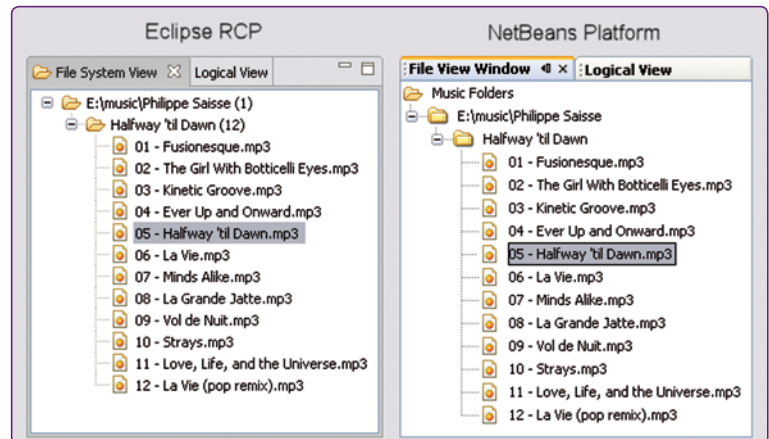 Eclipse RCP
File System View Logical View
E:\music\Philippe Saisse (1)
Halfway 'til Dawn (12)
01 - Fusionesque.mp3
02 - The Girl With Botticelli Eyes.mp3
03 - Kinetic Groove.mp3
04 - Ever Up and Onward.mp3
05 - Halfway 'til Dawn.mp3
06 - La Vie.mp3
07 - Minds Alike.mp3
08 - La Grande Jatte.mp3
09 - Vol de Nuit.mp3
10 - Strays.mp3
11 - Love, Life, and the Universe.mp3
12 - La Vie (pop remix).mp3
NetBeans Platform
File View Window Logical View
Music Folders
E:\music\Philippe Saisse
Halfway 'til Dawn
01 - Fusionesque.mp3
02 - The Girl With Botticelli Eyes.mp3
03 - Kinetic Groove.mp3
04 - Ever Up and Onward.mp3
05 - Halfway 'til Dawn.mp3
06 - La Vie.mp3
07 - Minds Alike.mp3
08 - La Grande Jatte.mp3
09 - Vol de Nuit.mp3
10 - Strays.mp3
11 - Love, Life, and the Universe.mp3
12 - La Vie (pop remix).mp3